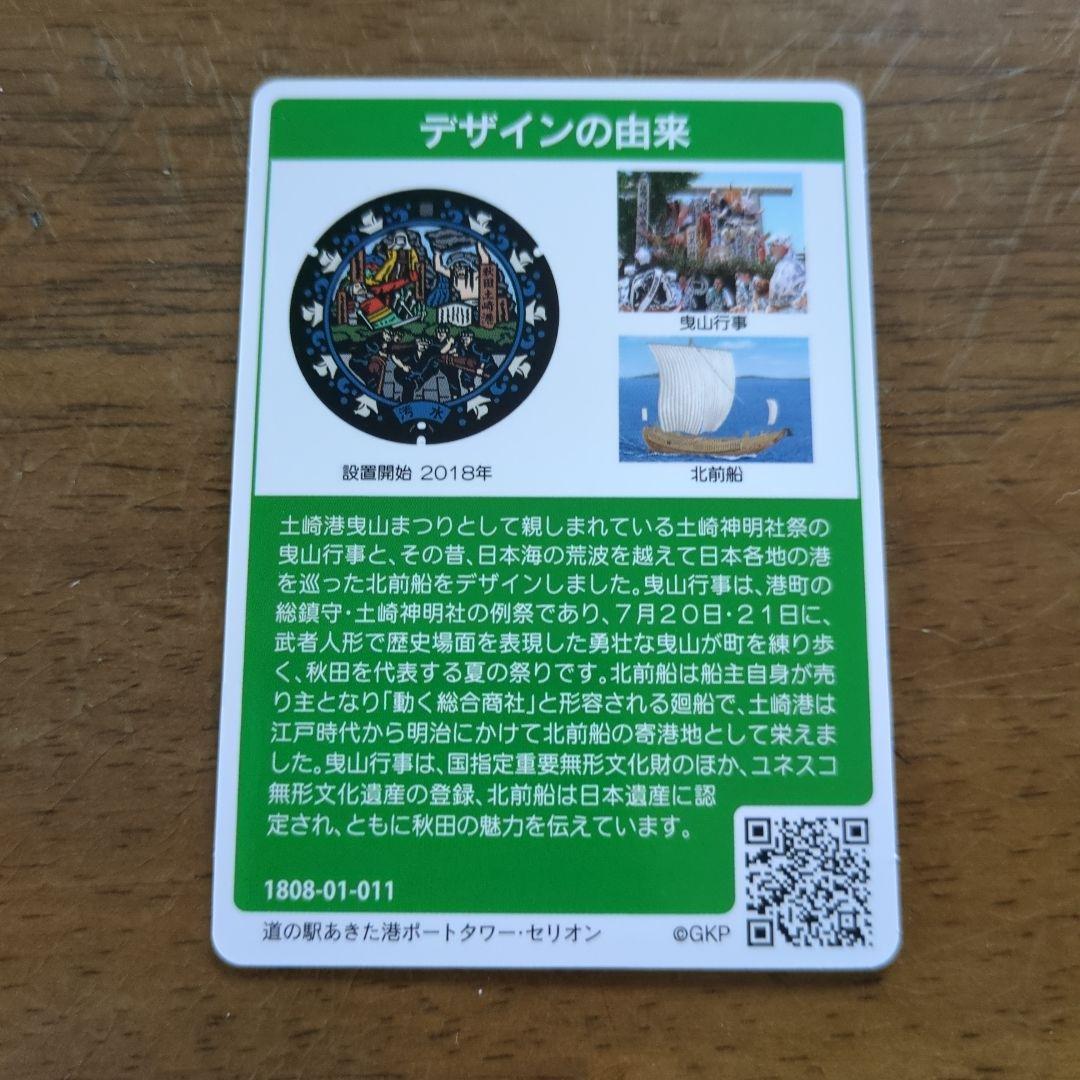 デザインの由来
秋田土崎港
汚水
曳山行事
設置開始 2018年
北前船
土崎港曳山まつりとして親しまれている土崎神明社祭の
曳山行事と、その昔、日本海の荒波を越えて日本各地の港
を巡った北前船をデザインしました。曳山行事は、港町の
総鎮守・土崎神明社の例祭であり、7月20日・21日に、
武者人形で歴史場面を表現した勇壮な曳山が町を練り歩
く、秋田を代表する夏の祭りです。北前船は船主自身が売
り主となり「動く総合商社」と形容される廻船で、土崎港は
江戸時代から明治にかけて北前船の寄港地として栄えま
した。曳山行事は、国指定重要無形文化財のほか、ユネスコ
無形文化遺産の登録、北前船は日本遺産に認
定され、ともに秋田の魅力を伝えています。
1808-01-011
道の駅あきた港ポートタワー・セリオン
©GKP